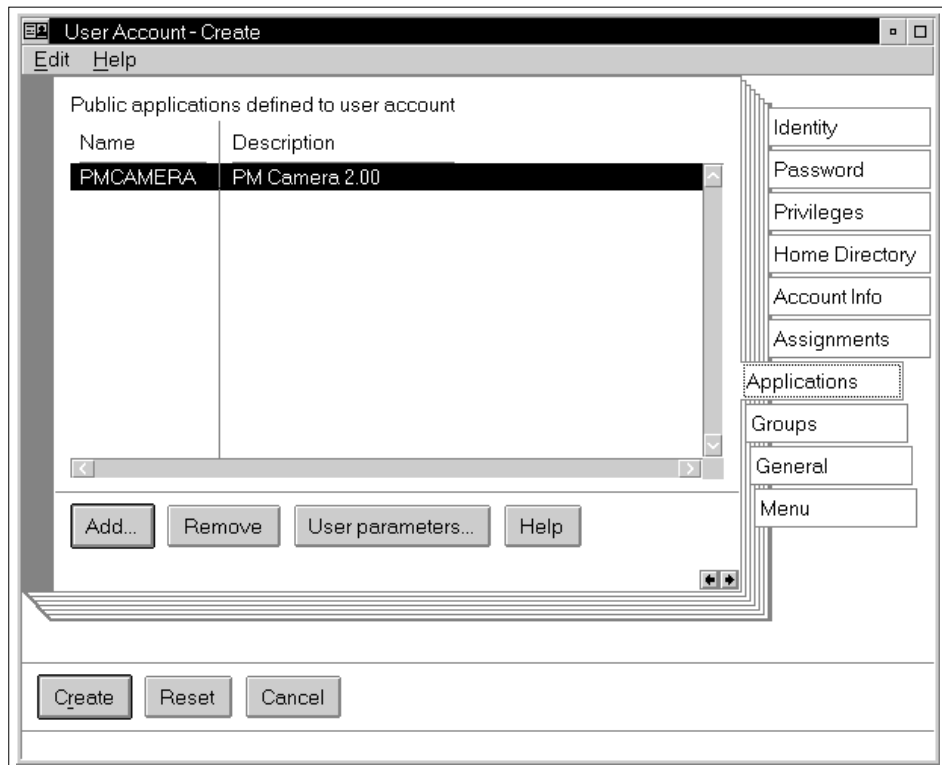 User Account - Create
Edit Help
Public applications defined to user account
Name Description
PMCAMERA PM Camera 2.00
Identity
Password
Privileges
Home Directory
Account Info
Assignments
Applications
Groups
General
Menu
Add... Remove User parameters... Help
Create Reset Cancel